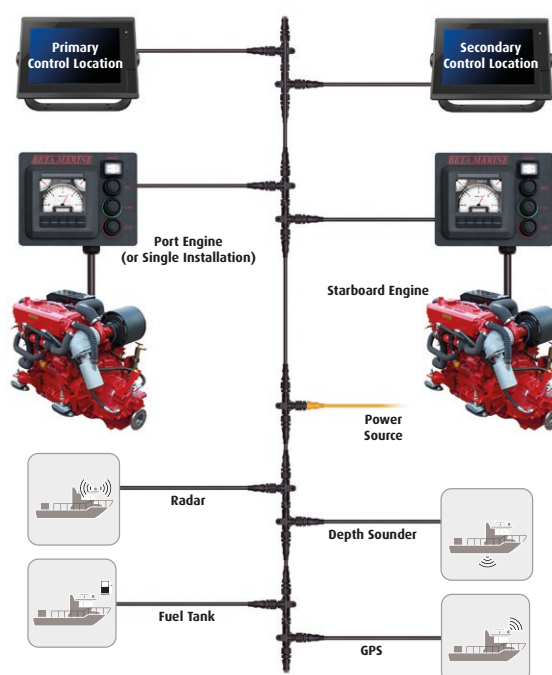 Primary
Control Location
Secondary
Control Location
BETA MARINE
BETA MARINE
Port Engine
(or Single Installation)
Starboard Engine
Power
Source
Radar
Depth Sounder
Fuel Tank
GPS